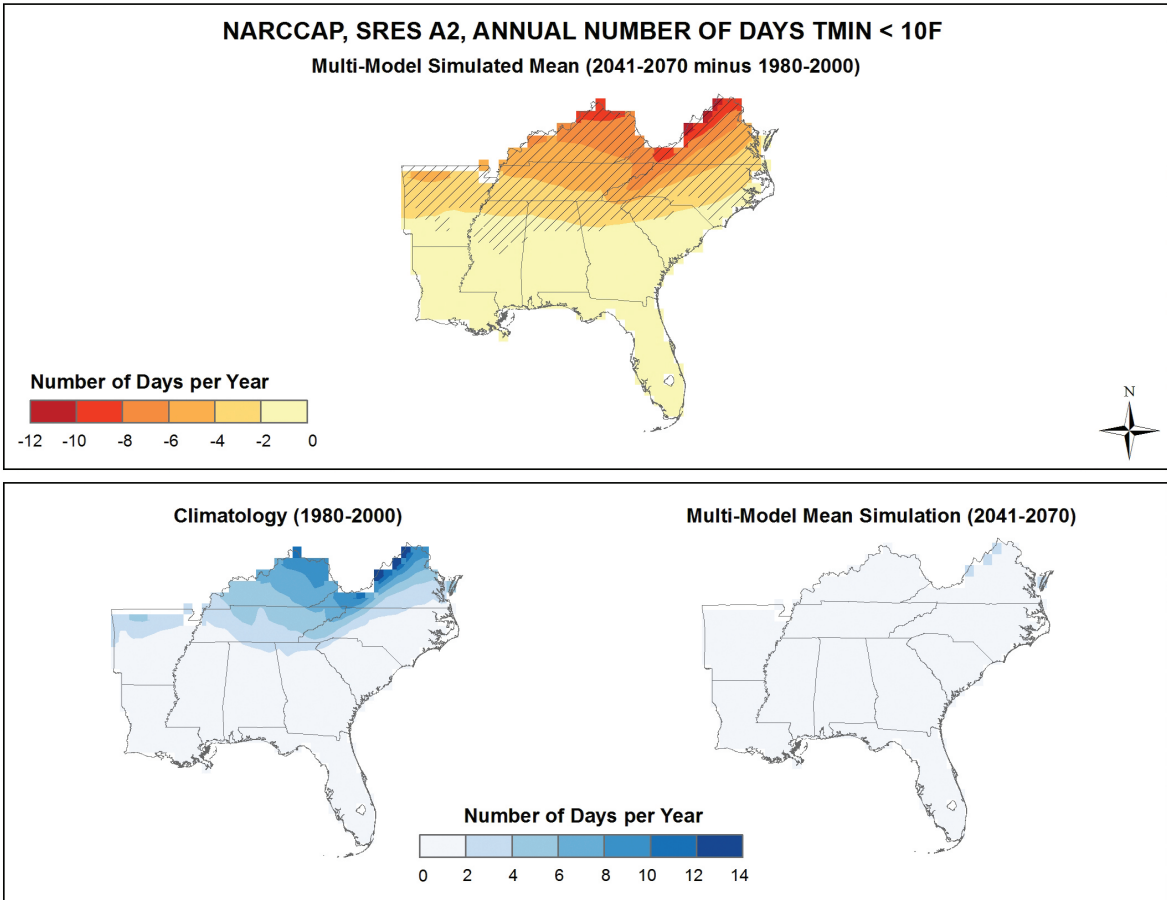 NARCCAP, SRES A2, ANNUAL NUMBER OF DAYS TMIN < 10F
Multi-Model Simulated Mean (2041-2070 minus 1980-2000)
Number of Days per Year
-12 -10 -8 -6 -4 -2 0
N
Climatology (1980-2000)
Multi-Model Mean Simulation (2041-2070)
Number of Days per Year
0 2 4 6 8 10 12 14